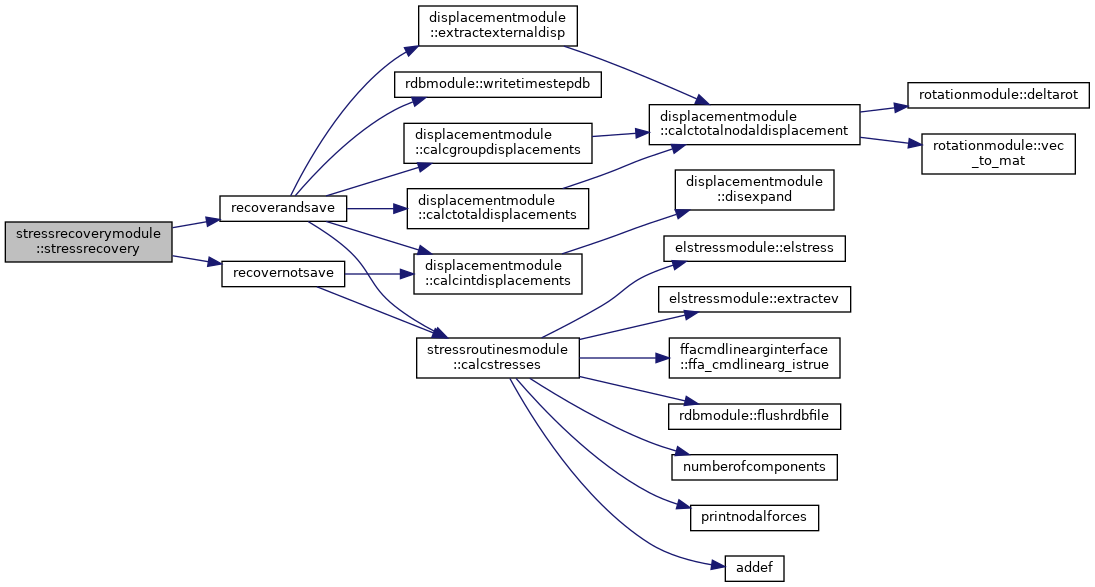 stressrecoverymodule
::stressrecovery
recoverandsave
recovernotsave
displacementmodule
::extractexternaldisp
rdbmodule::writetimestepdb
displacementmodule
::calcgroupdisplacements
displacementmodule
::calctotaldisplacements
displacementmodule
::calcintdisplacements
stressroutinesmodule
::calcstresses
displacementmodule
::calctotalnodaldisplacement
displacementmodule
::disexpand
elstressmodule::elstress
elstressmodule::extractev
ffacmdlinearginterface
::ffa_cmdlinearg_istrue
rdbmodule::flushrdbfile
numberofcomponents
printnodalforces
addef
rotationmodule::deltarot
rotationmodule::vec
_to_mat